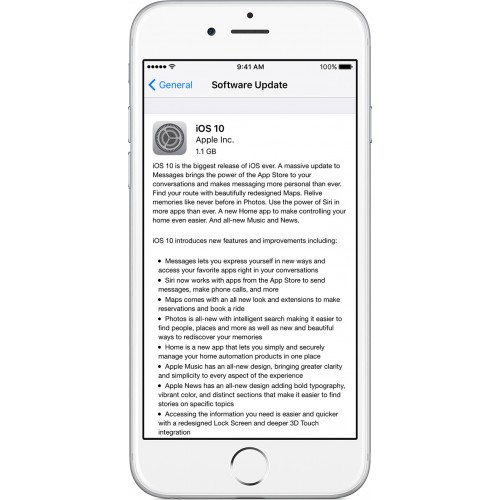 9:41 AM 100%
General Software Update
iOS 10
Apple Inc.
1.1 GB
iOS 10 is the biggest release of iOS ever. A massive update to
Messages brings the power of the App Store to your
conversations and makes messaging more personal than ever.
Find your route with beautifully redesigned Maps. Relive
memories like never before in Photos. Use the power of Siri in
more apps than ever. A new Home app to make controlling your
home even easier. And all-new Music and News.
iOS 10 introduces new features and improvements including:
• Messages lets you express yourself in new ways and
access your favorite apps right in your conversations
• Siri now works with apps from the App Store to send
messages, make phone calls, and more
• Maps comes with an all new look and extensions to make
reservations and book a ride
• Photos is all-new with intelligent search making it easier to
find people, places and more as well as new and beautiful
ways to rediscover your memories
• Home is a new app that lets you simply and securely
manage your home automation products in one place
• Apple Music has an all-new design, bringing greater clarity
and simplicity to every aspect of the experience
• Apple News has an all-new design adding bold typography,
vibrant color, and distinct sections that make it easier to find
stories on specific topics
• Accessing the information you need is easier and quicker
with a redesigned Lock Screen and deeper 3D Touch
integration